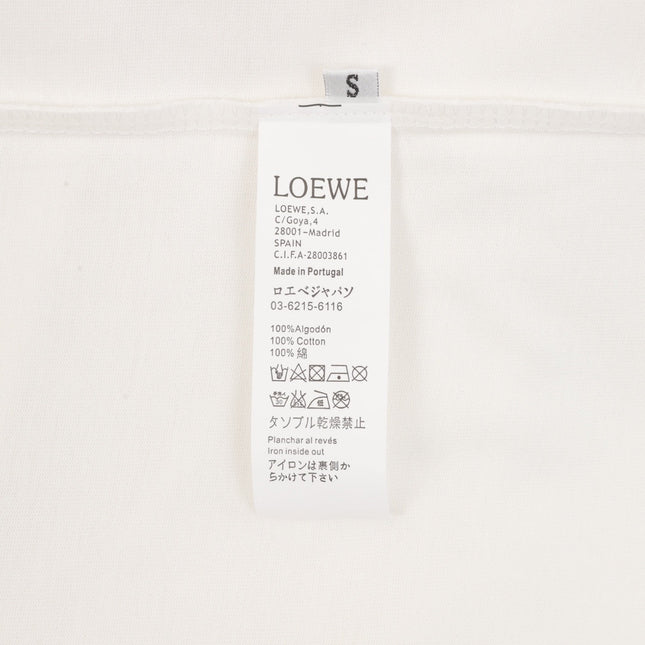 S
LOEWE
LOEWE,S.A.
C/Goya,4
28001–Madrid
SPAIN
C.I.F.A-28003861
Made in Portugal
ロエベジャパソ
03-6215-6116
100%Algodón
100% Cotton
100% 綿
タソブル乾燥禁止
Planchar al revés
Iron inside out
アイロンは裏側か
らかけて下さい